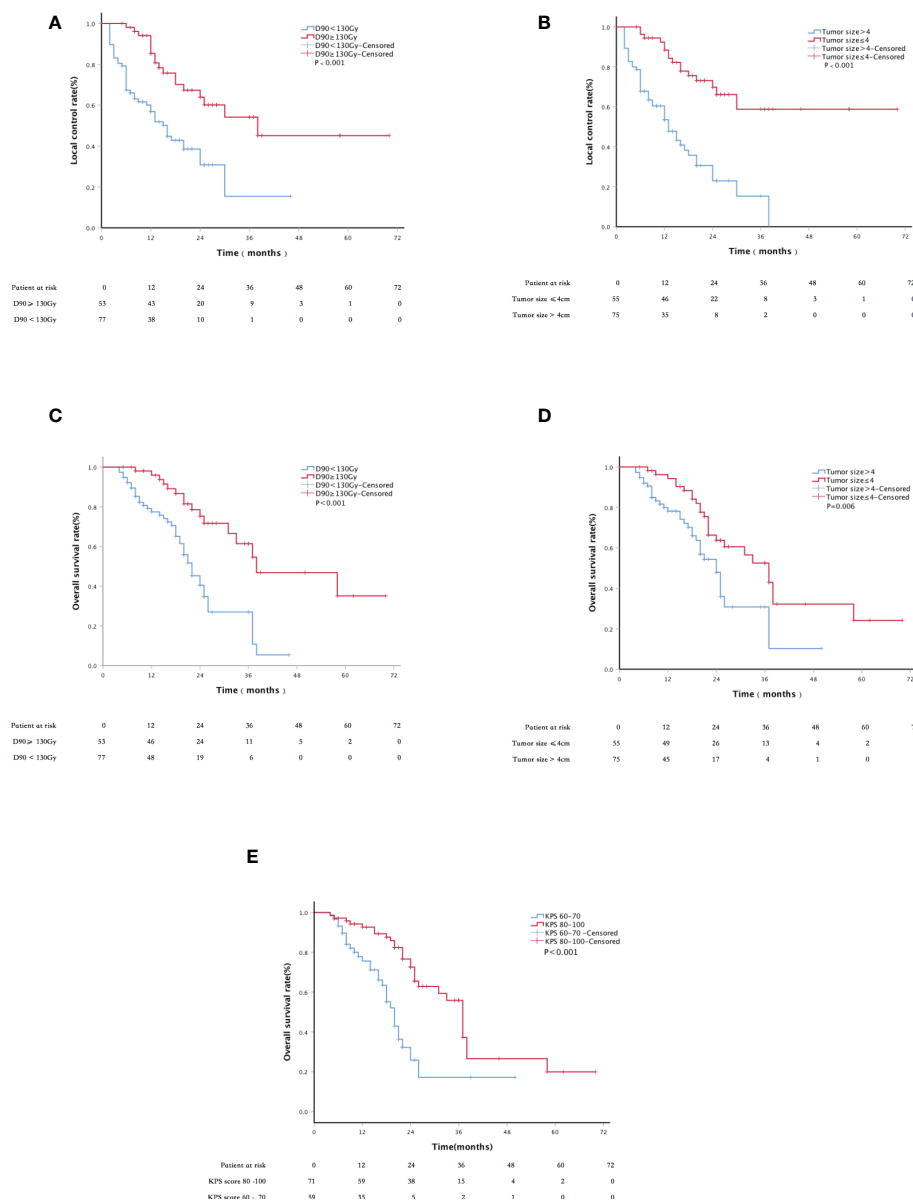 A
D90<130Gy
D90≥130Gy
D90<130Gy-Censored
D90≥130Gy-Censored
P<0.001
Local control rate(%)
1.0
0.8
0.6
0.4
0.2
0.0
0 12 24 36 48 60 72
Time ( months )
Patient at risk 0 12 24 36 48 60 72
D90⩾ 130Gy 53 43 20 9 3 1 0
D90 < 130Gy 77 38 10 1 0 0 0
B
Tumor size>4
Tumor size≤4
Tumor size>4-Censored
Tumor size≤4-Censored
P<0.001
Local control rate(%)
1.0
0.8
0.6
0.4
0.2
0.0
0 12 24 36 48 60 72
Time ( months )
Patient at risk 0 12 24 36 48 60
Tumor size ⩽4cm 55 46 22 8 3 1
Tumor size > 4cm 75 35 8 2 0 0
C
D90<130Gy
D90≥130Gy
D90<130Gy-Censored
D90≥130Gy-Censored
P<0.001
Overall survival rate(%)
1.0
0.8
0.6
0.4
0.2
0.0
0 12 24 36 48 60 72
Time ( months )
Patient at risk 0 12 24 36 48 60 72
D90⩾ 130Gy 53 46 24 11 5 2 0
D90 < 130Gy 77 48 19 6 0 0 0
D
Tumor size>4
Tumor size≤4
Tumor size>4-Censored
Tumor size≤4-Censored
P=0.006
Overall survival rate(%)
1.0
0.8
0.6
0.4
0.2
0.0
0 12 24 36 48 60 72
Time ( months )
Patient at risk 0 12 24 36 48 60
Tumor size ⩽4cm 55 49 26 13 4 2
Tumor size > 4cm 75 45 17 4 1 0
E
KPS 60-70
KPS 80-100
KPS 60-70 -Censored
KPS 80-100-Censored
P<0.001
Overall survival rate(%)
1.0
0.8
0.6
0.4
0.2
0.0
0 12 24 36 48 60 72
Time(months)
Patient at risk 0 12 24 36 48 60 72
KPS score 80 -100 71 59 38 15 4 2 0
KPS score 60 - 70 59 35 5 2 1 0 0